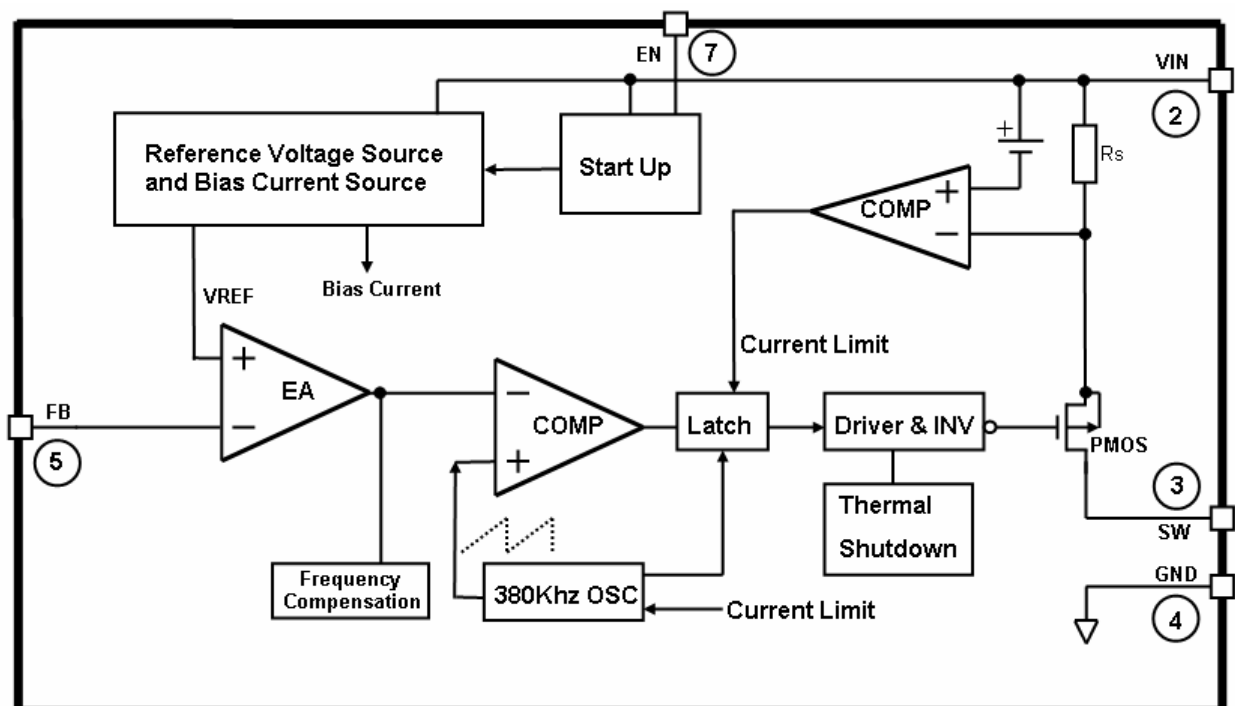 EN
7
VIN
2
Reference Voltage Source
and Bias Current Source
Start Up
+
Rs
COMP
+
−
VREF
Bias Current
Current Limit
+
EA
−
FB
5
−
COMP
+
Latch
Driver & INV
PMOS
Thermal
Shutdown
3
SW
Frequency
Compensation
380Khz OSC
Current Limit
GND
4